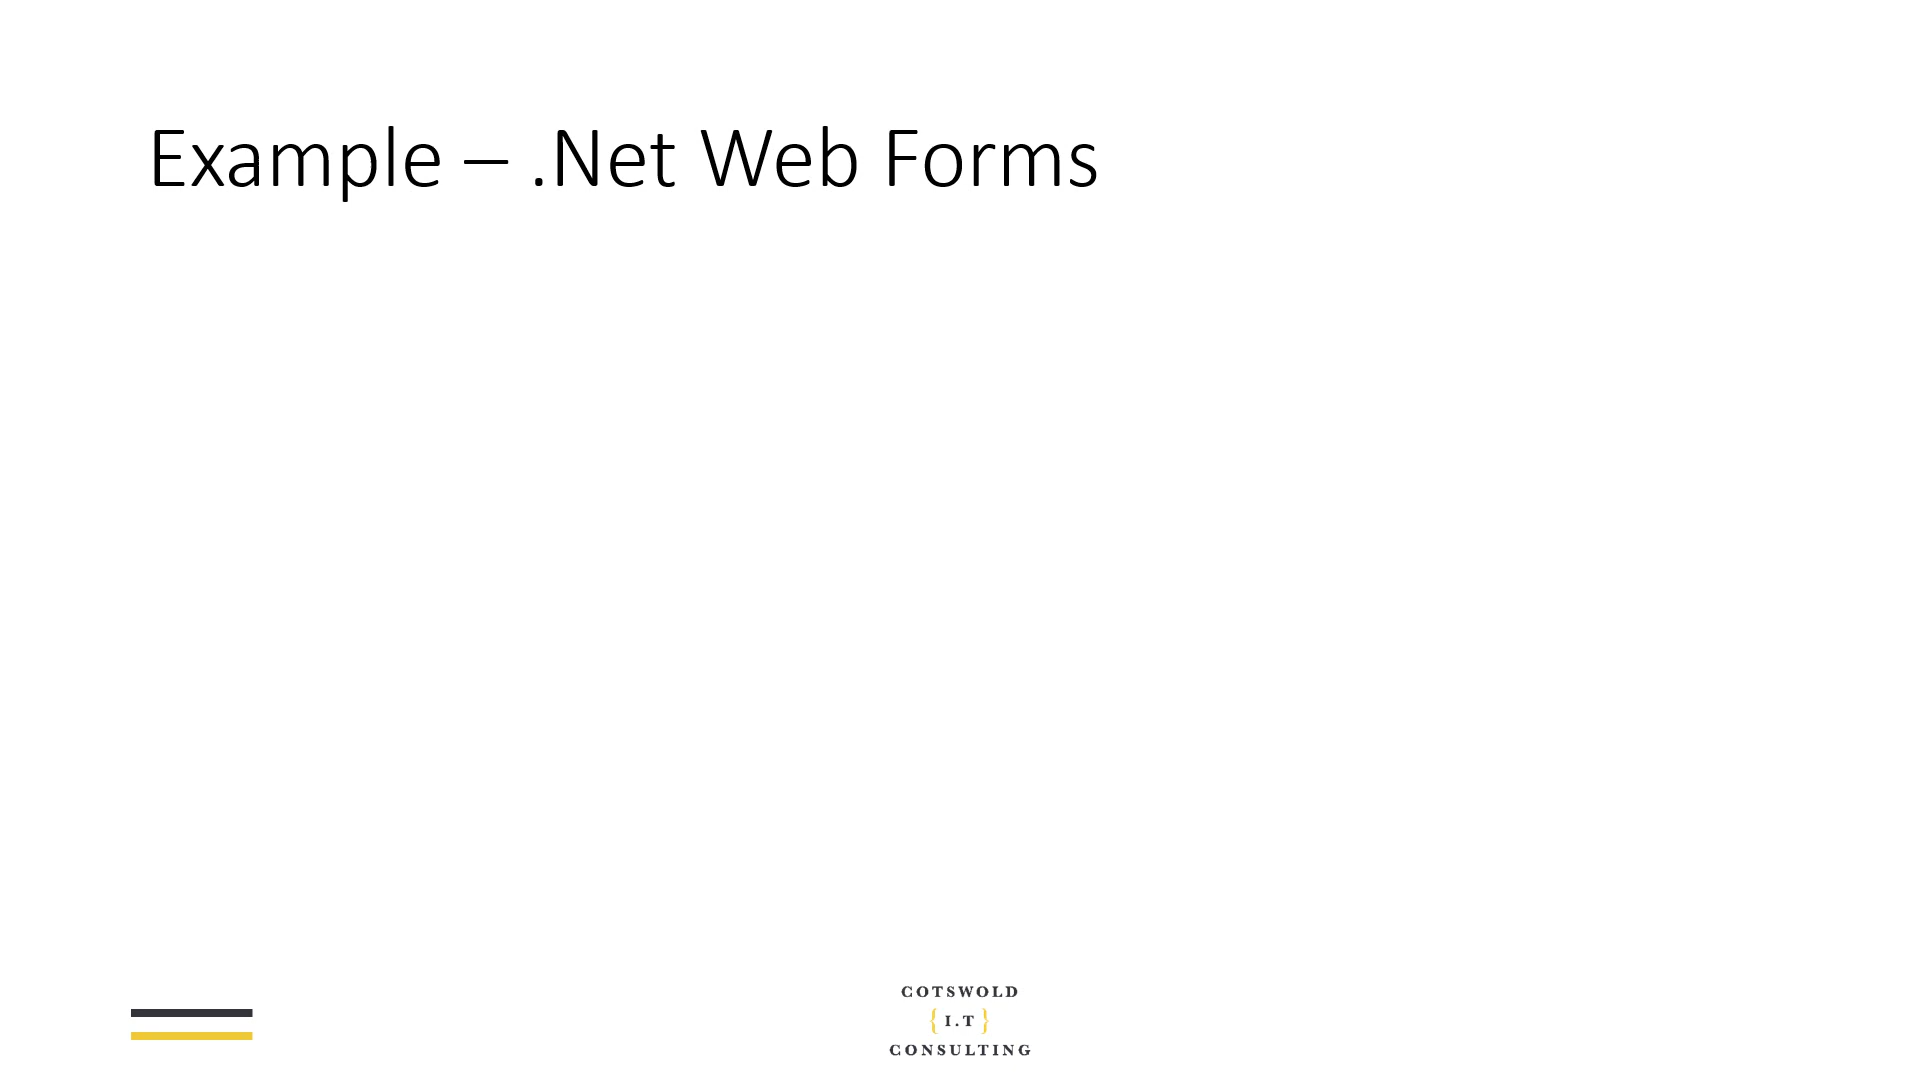 Example – .Net Web Forms
COTSWOLD
{ I.T }
CONSULTING